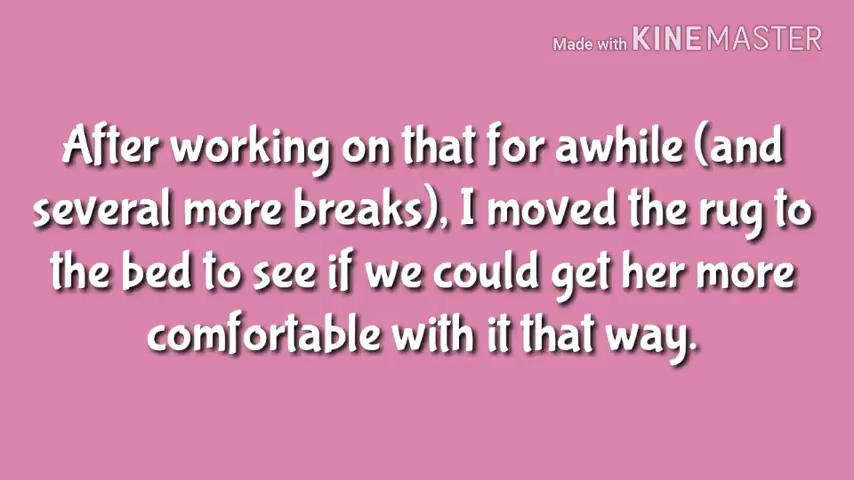 Made with KINEMASTER
After working on that for awhile (and
several more breaks), I moved the rug to
the bed to see if we could get her more
comfortable with it that way.